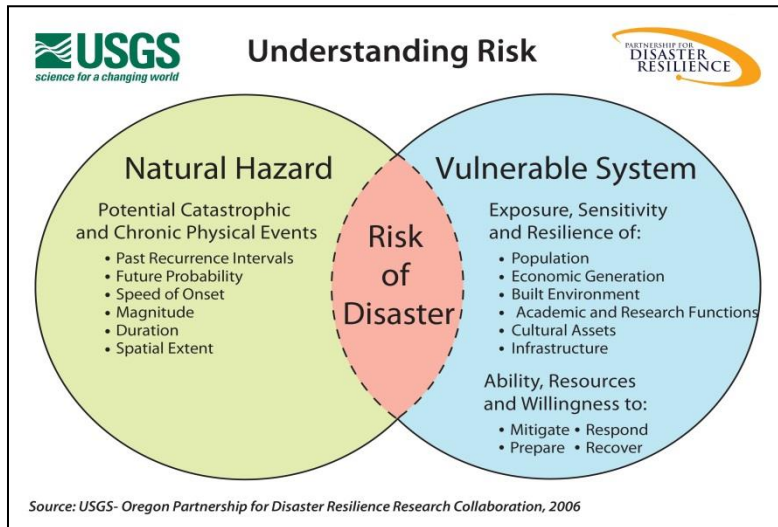 USGS
science for a changing world
Understanding Risk
PARTNERSHIP FOR
DISASTER
RESILIENCE
Natural Hazard
Potential Catastrophic
and Chronic Physical Events
• Past Recurrence Intervals
• Future Probability
• Speed of Onset
• Magnitude
• Duration
• Spatial Extent
Risk
of
Disaster
Vulnerable System
Exposure, Sensitivity
and Resilience of:
• Population
• Economic Generation
• Built Environment
• Academic and Research Functions
• Cultural Assets
• Infrastructure
Ability, Resources
and Willingness to:
• Mitigate • Respond
• Prepare • Recover
Source: USGS- Oregon Partnership for Disaster Resilience Research Collaboration, 2006